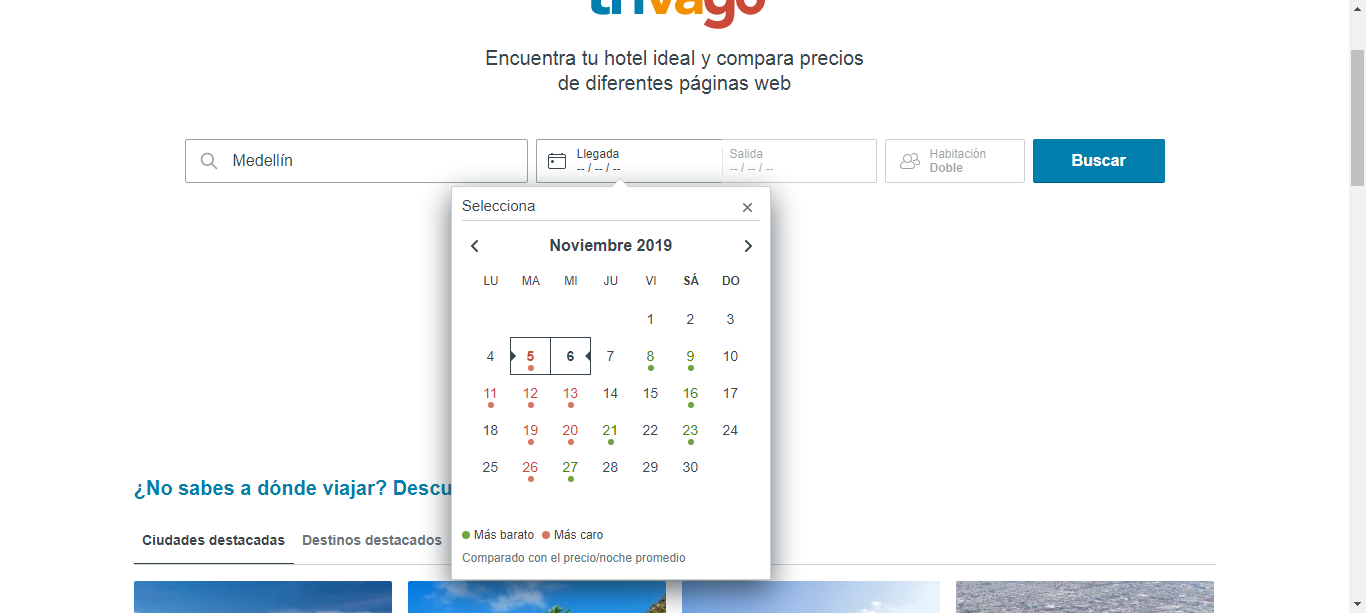 trivago
Encuentra tu hotel ideal y compara precios
de diferentes páginas web
Medellín
Llegada
-- / -- / --
Salida
-- / -- / --
Habitación
Doble
Buscar
Selecciona
Noviembre 2019
LU MA MI JU VI SÁ DO
1 2 3
4 5 6 7 8 9 10
11 12 13 14 15 16 17
18 19 20 21 22 23 24
25 26 27 28 29 30
Más barato Más caro
Comparado con el precio/noche promedio
¿No sabes a dónde viajar? Descu
Ciudades destacadas Destinos destacados